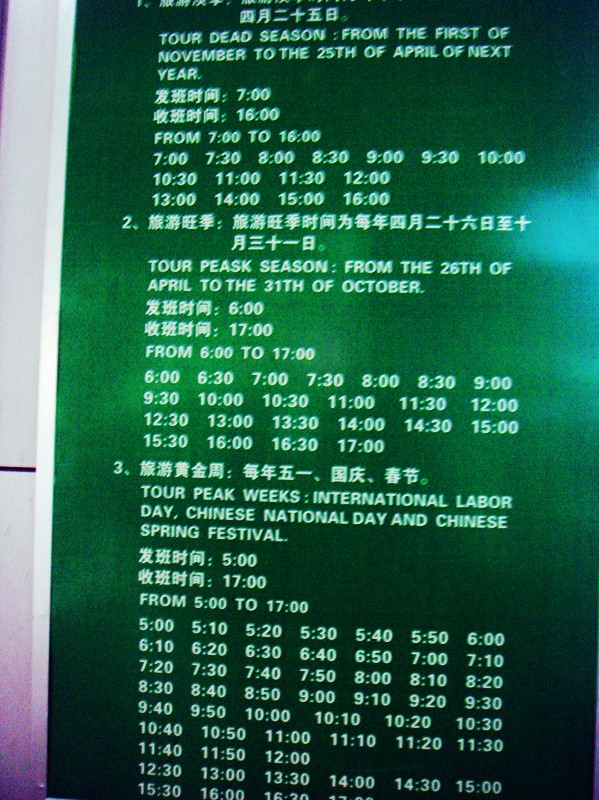 四月二十五日。
TOUR DEAD SEASON : FROM THE FIRST OF
NOVEMBER TO THE 25TH OF APRIL OF NEXT
YEAR.
发班时间：7:00
收班时间：16:00
FROM 7:00 TO 16:00
7:00 7:30 8:00 8:30 9:00 9:30 10:00
10:30 11:00 11:30 12:00
13:00 14:00 15:00 16:00
2、旅游旺季：旅游旺季时间为每年四月二十六日至十
月三十一日。
TOUR PEASK SEASON : FROM THE 26TH OF
APRIL TO THE 31TH OF OCTOBER.
发班时间：6:00
收班时间：17:00
FROM 6:00 TO 17:00
6:00 6:30 7:00 7:30 8:00 8:30 9:00
9:30 10:00 10:30 11:00 11:30 12:00
12:30 13:00 13:30 14:00 14:30 15:00
15:30 16:00 16:30 17:00
3、旅游黄金周：每年五一、国庆、春节。
TOUR PEAK WEEKS : INTERNATIONAL LABOR
DAY, CHINESE NATIONAL DAY AND CHINESE
SPRING FESTIVAL.
发班时间：5:00
收班时间：17:00
FROM 5:00 TO 17:00
5:00 5:10 5:20 5:30 5:40 5:50 6:00
6:10 6:20 6:30 6:40 6:50 7:00 7:10
7:20 7:30 7:40 7:50 8:00 8:10 8:20
8:30 8:40 8:50 9:00 9:10 9:20 9:30
9:40 9:50 10:00 10:10 10:20 10:30
10:40 10:50 11:00 11:10 11:20 11:30
11:40 11:50 12:00
12:30 13:00 13:30 14:00 14:30 15:00
15:30 16:00 16:30 17:00